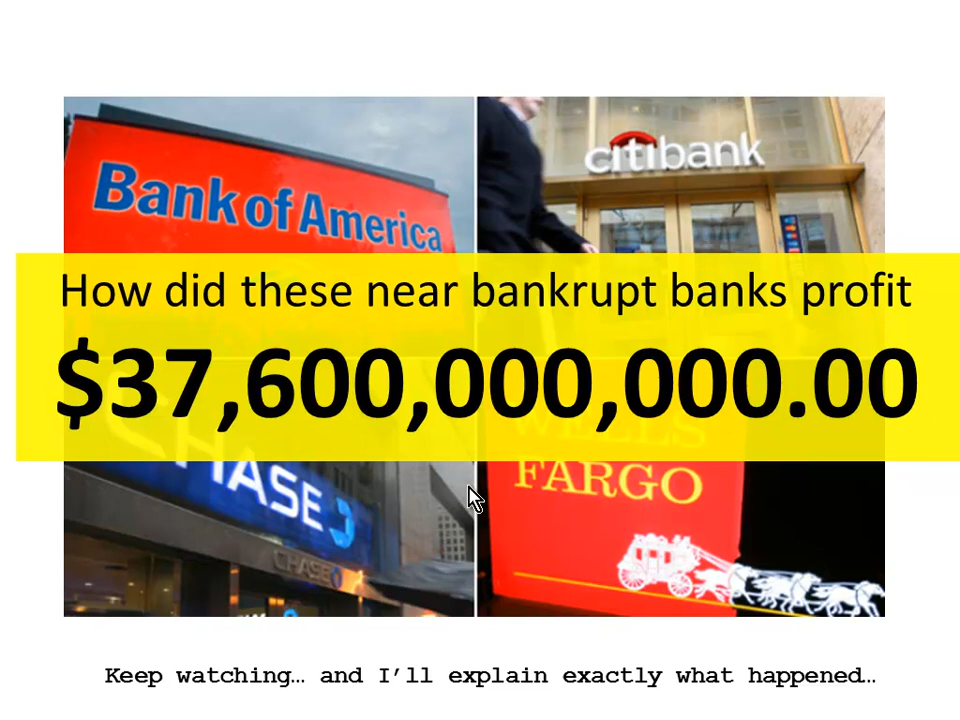 Bank of America
citibank
How did these near bankrupt banks profit
$37,600,000,000.00
CHASE
WELLS
FARGO
CHASE
Keep watching… and I’ll explain exactly what happened…